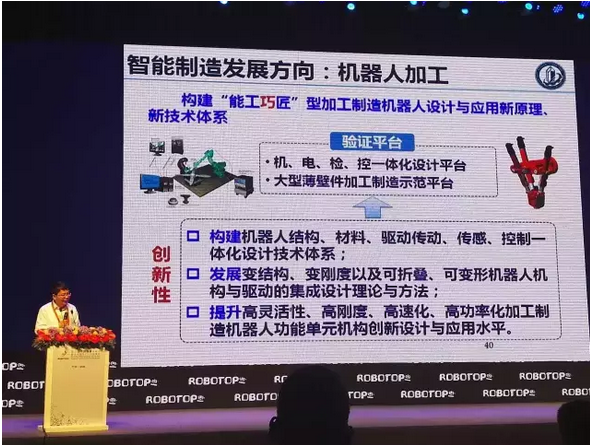 智能制造发展方向：机器人加工
构建“能工巧匠”型加工制造机器人设计与应用新原理、
新技术体系
验证平台
·机、电、检、控一体化设计平台
·大型薄壁件加工制造示范平台
创新性
构建机器人结构、材料、驱动传动、传感、控制一
体化设计技术体系；
发展变结构、变刚度以及可折叠、可变形机器人机
构与驱动的集成设计理论与方法；
提升高灵活性、高刚度、高速化、高功率化加工制
造机器人功能单元机构创新设计与应用水平。
40
ROBOTOP ROBOTOP ROBOTOP ROBOTOP
ROBOTOP ROBOTOP ROBOTOP